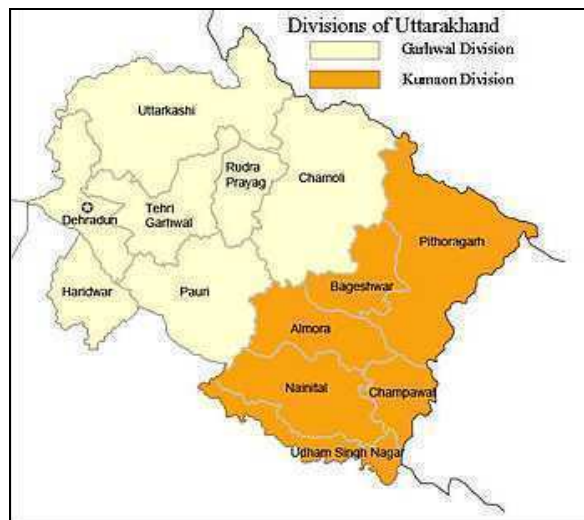 Divisions of Uttarakhand
Garhwal Division
Kumaon Division
Uttarkashi
Rudra
Prayag
Chamoli
Dehradun
Tehri
Garhwal
Pithoragarh
Haridwar
Pauri
Bageshwar
Almora
Nainital
Champawat
Udham Singh Nagar